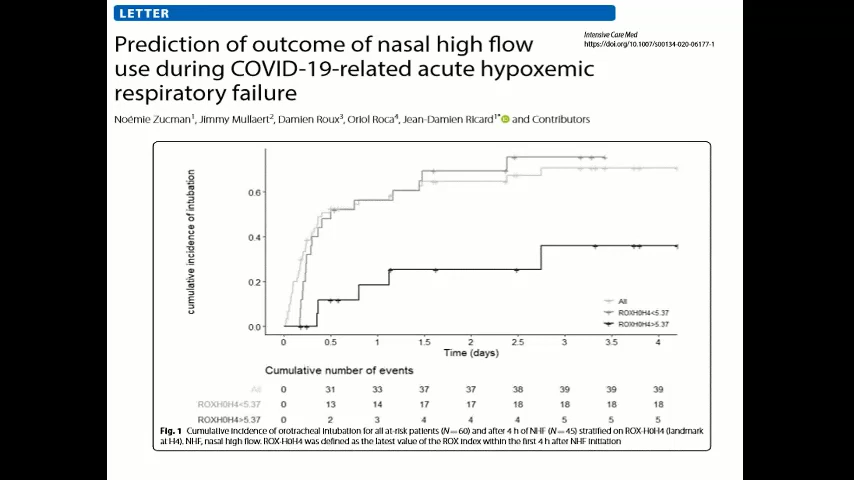 LETTER
Intensive Care Med
https://doi.org/10.1007/s00134-020-06177-1
Prediction of outcome of nasal high flow
use during COVID-19-related acute hypoxemic
respiratory failure
Noémie Zucman1, Jimmy Mullaert2, Damien Roux3, Oriol Roca4, Jean-Damien Ricard1* and Contributors
cumulative incidence of intubation
0.6
0.4
0.2
0.0
All
ROXH0H4<5.37
ROXH0H4>5.37
0 0.5 1 1.5 2 2.5 3 3.5 4
Time (days)
Cumulative number of events
All 0 31 33 37 37 38 39 39 39
ROXH0H4<5.37 0 13 14 17 17 18 18 18 18
ROXH0H4>5.37 0 2 3 4 4 4 5 5 5
Fig. 1 Cumulative incidence of orotracheal intubation for all at-risk patients (N=60) and after 4 h of NHF (N=45) stratified on ROX-H0H4 (landmark
at H4). NHF, nasal high flow. ROX-H0H4 was defined as the latest value of the ROX index within the first 4 h after NHF initiation